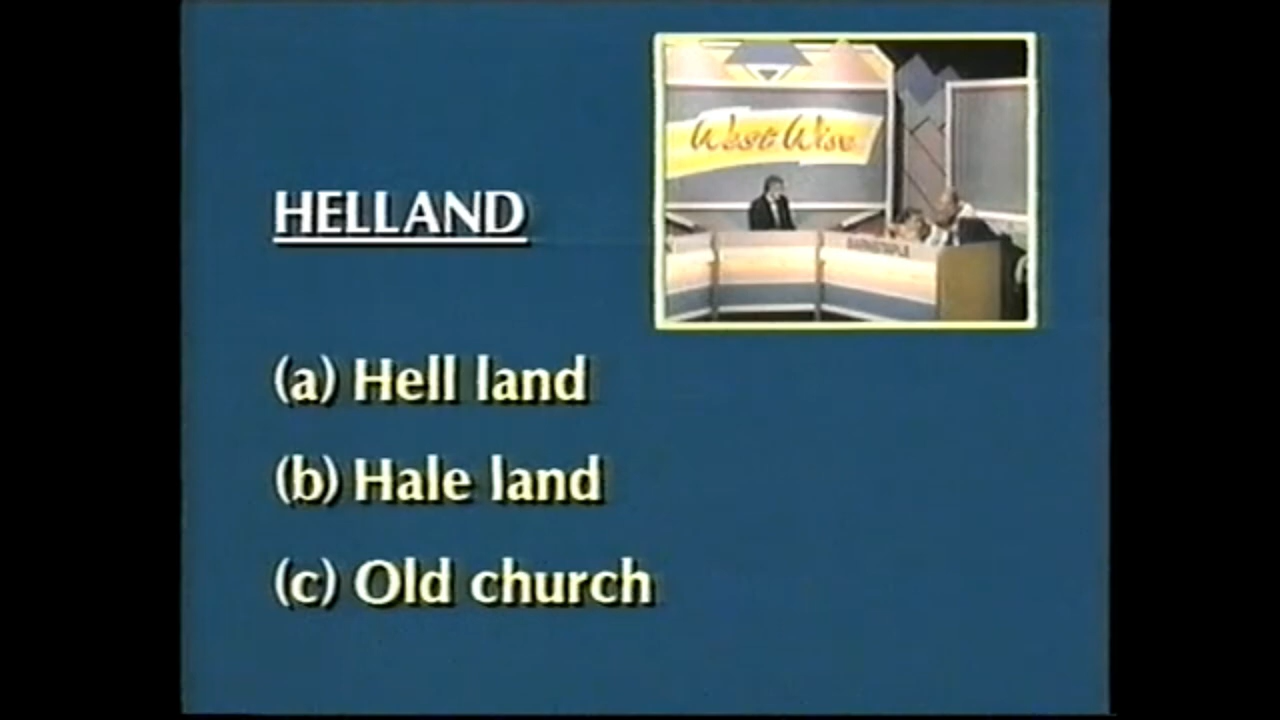 West Wise
HELLAND
(a) Hell land
(b) Hale land
(c) Old church